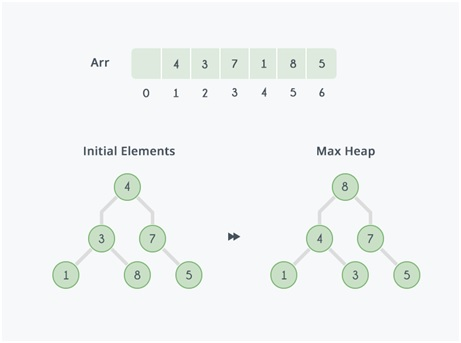 Arr 4 3 7 1 8 5
0 1 2 3 4 5 6
Initial Elements
4
3 7
1 8 5
Max Heap
8
4 7
1 3 5